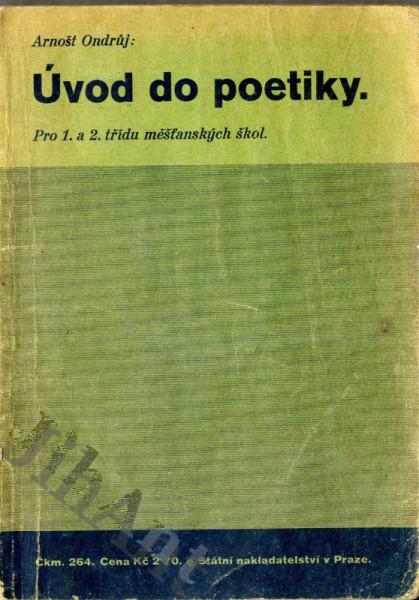 Arnošt Ondrůj:
Úvod do poetiky.
Pro 1. a 2. třídu měšťanských škol.
JihAnt
Čkm. 264. Cena Kč 2 70. Státní nakladatelství v Praze.